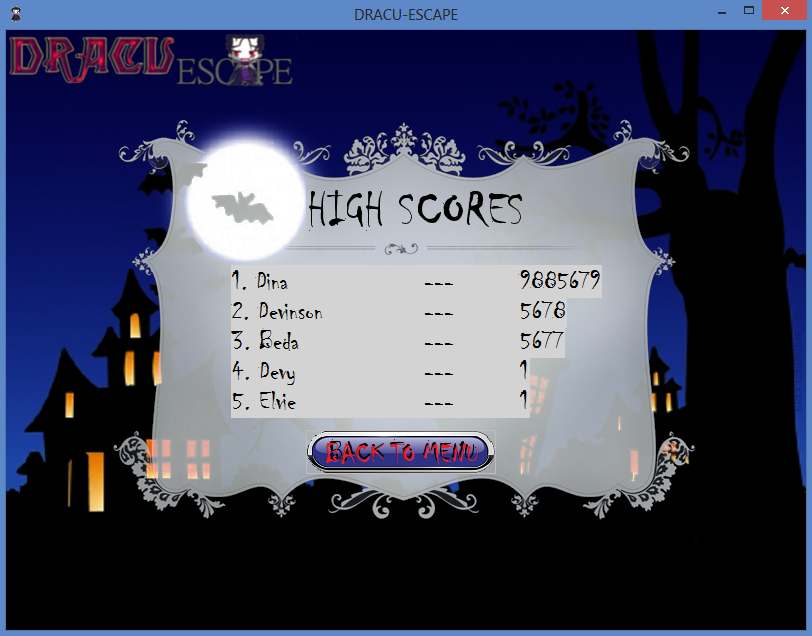 DRACU-ESCAPE
DRACU ESCAPE
HIGH SCORES
1. Dina --- 9885679
2. Devinson --- 5678
3. Beda --- 5677
4. Devy --- 1
5. Elvie --- 1
BACK TO MENU